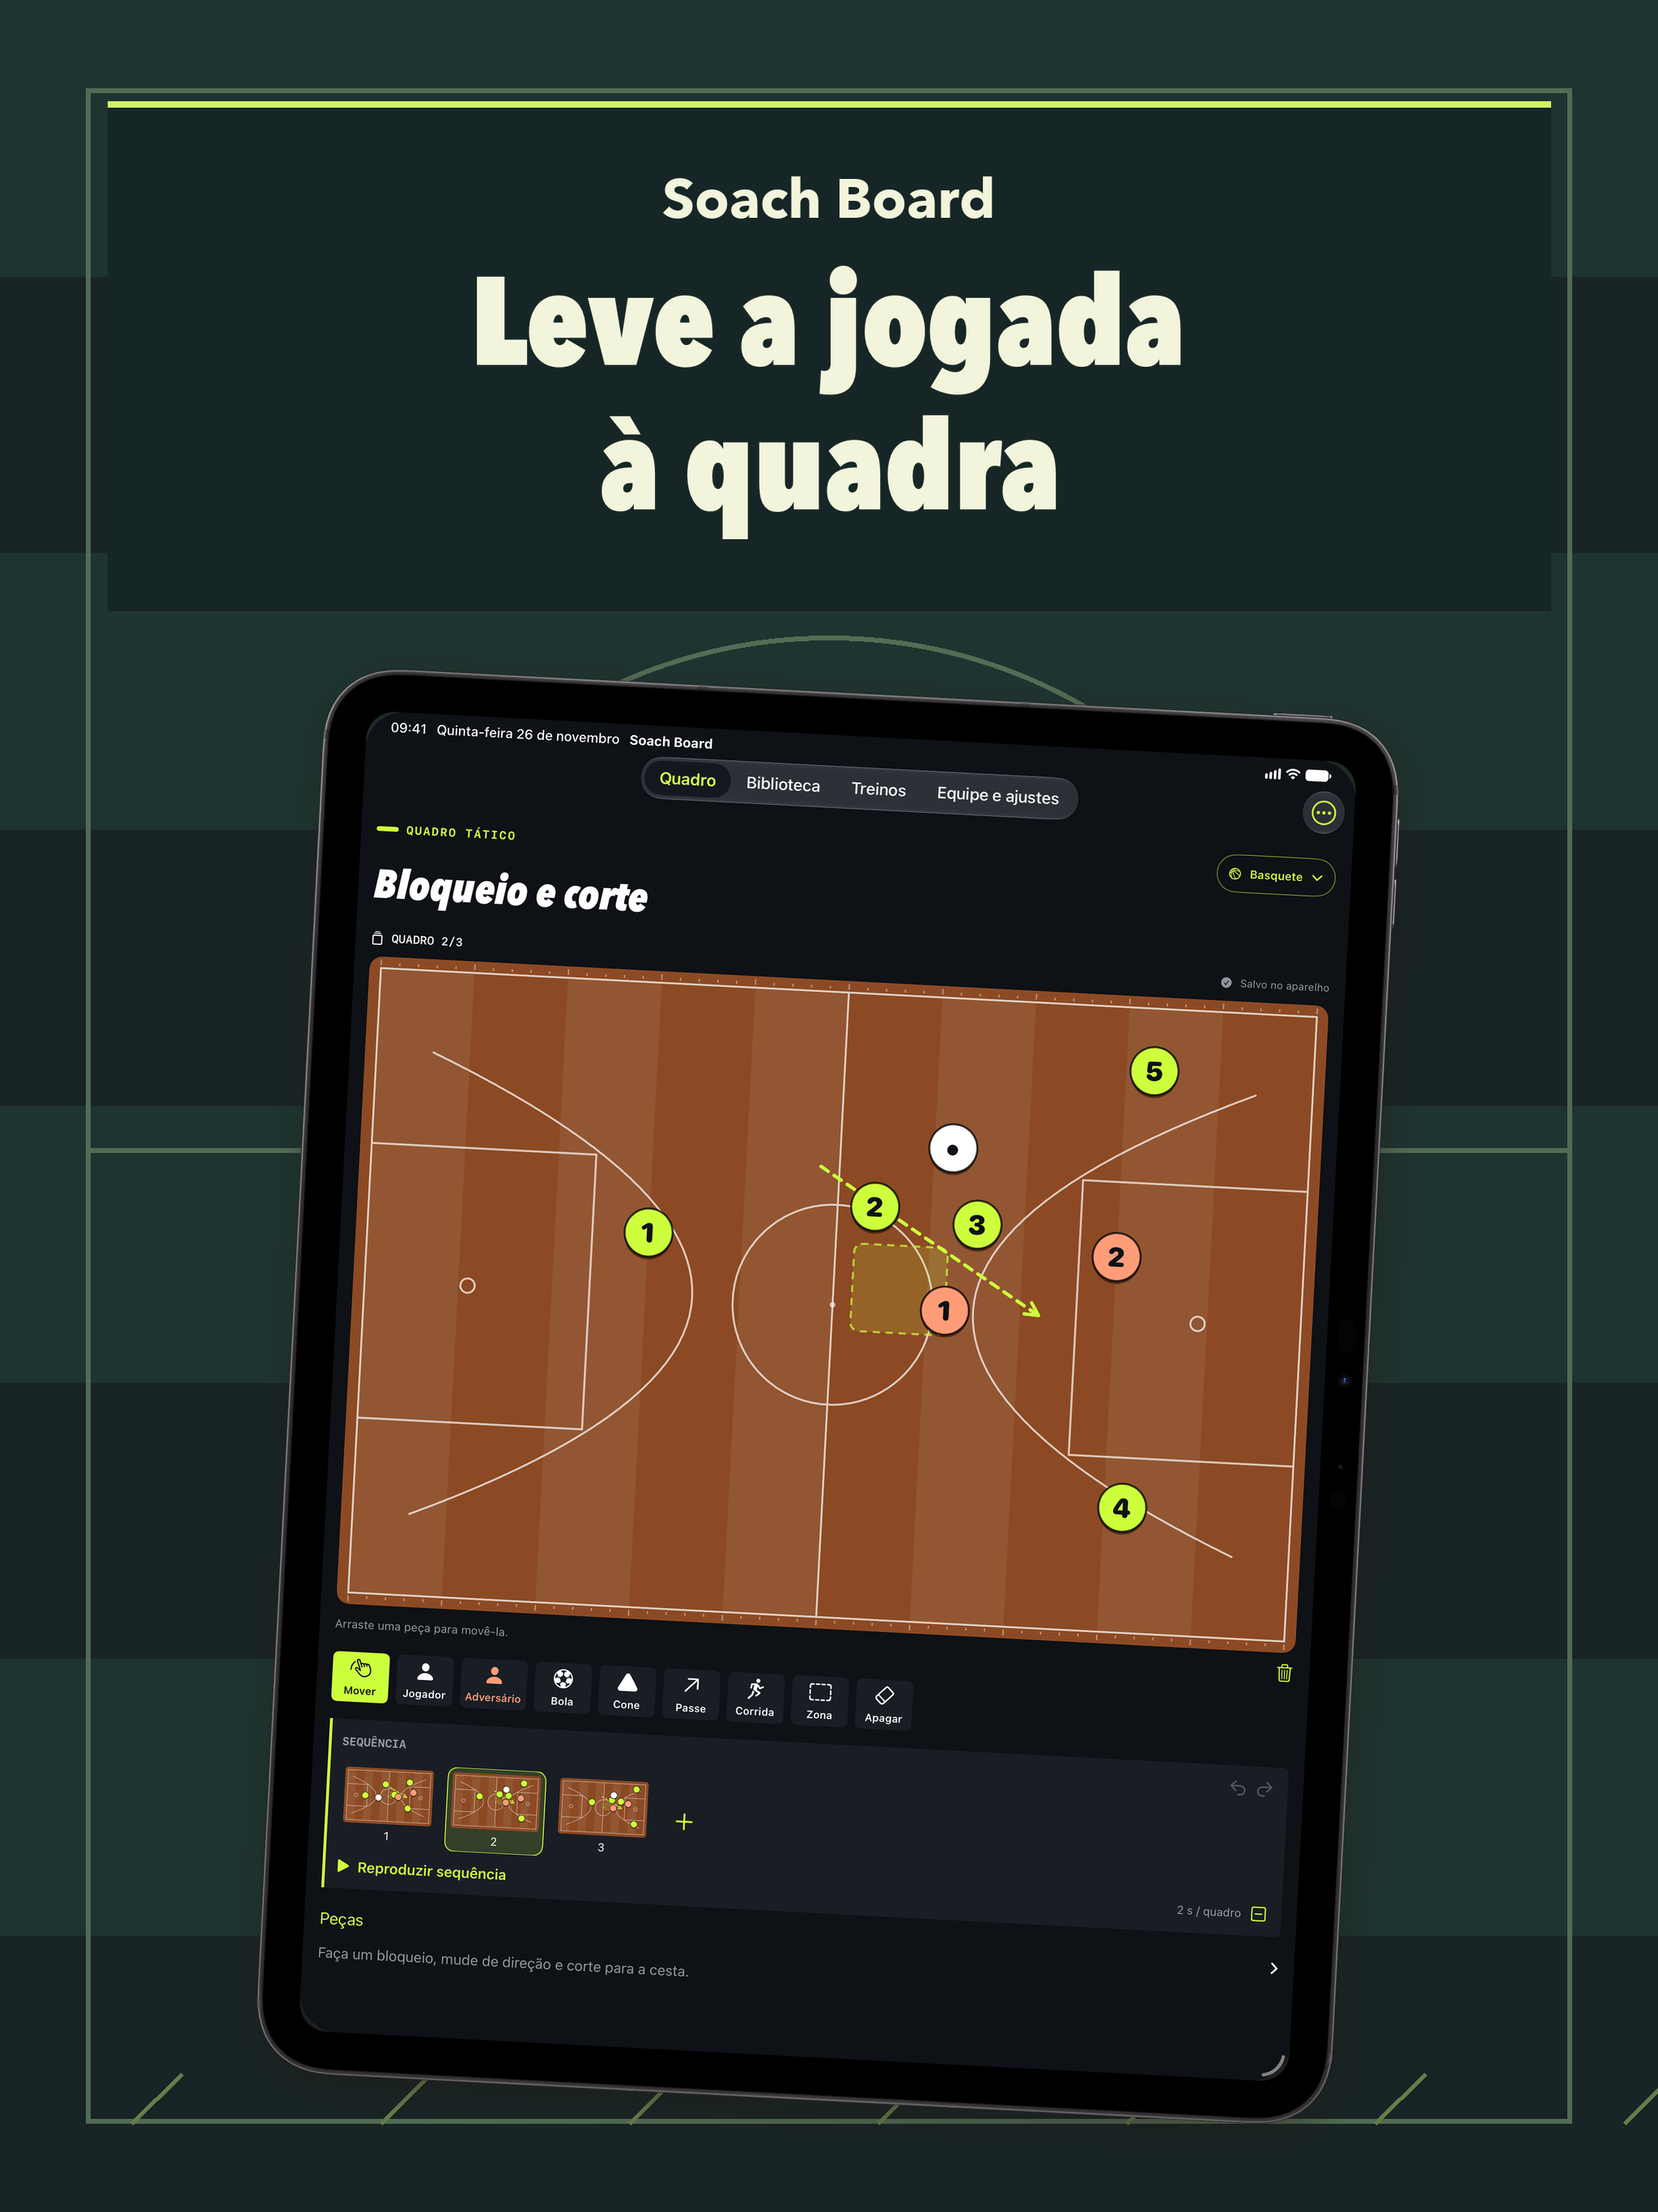 Soach Board
Leve a jogada
à quadra
09:41 Quinta-feira 26 de novembro Soach Board
Quadro Biblioteca Treinos Equipe e ajustes
QUADRO TÁTICO
Bloqueio e corte
Basquete
QUADRO 2/3
Salvo no aparelho
5
2
3
1
2
1
4
Arraste uma peça para movê-la.
Mover Jogador Adversário Bola Cone Passe Corrida Zona Apagar
SEQUÊNCIA
1 2 3
Reproduzir sequência
2 s / quadro
Peças
Faça um bloqueio, mude de direção e corte para a cesta.